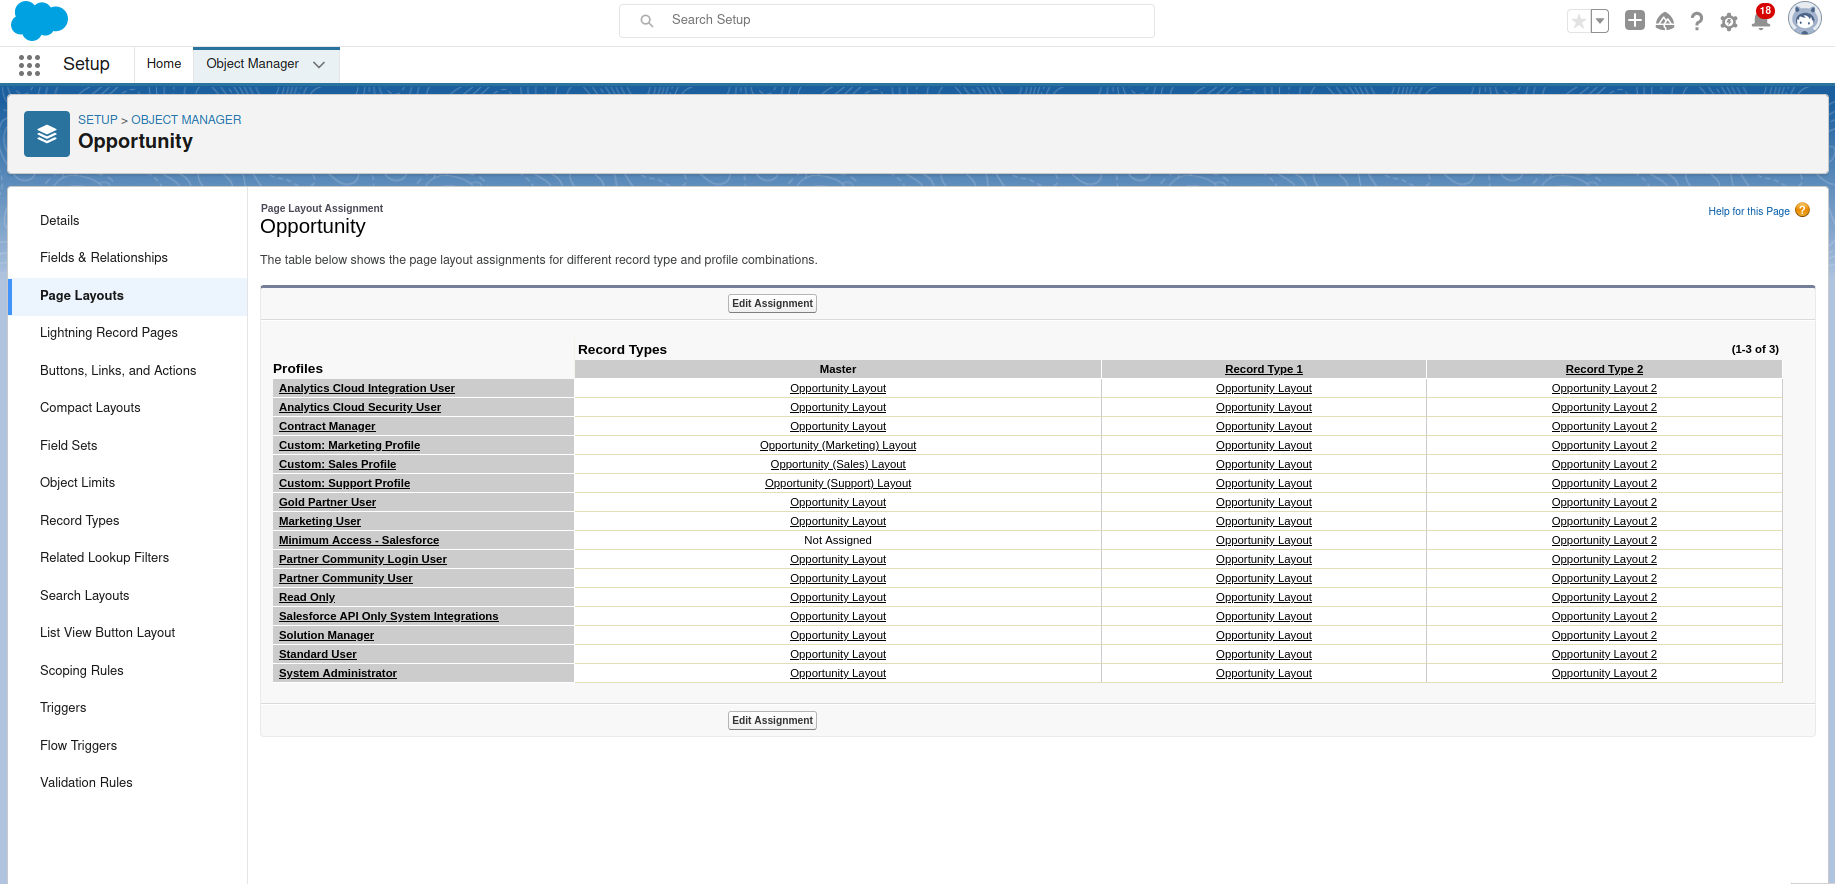 Search Setup
18
Setup
Home
Object Manager
SETUP > OBJECT MANAGER
Opportunity
Details
Fields & Relationships
Page Layouts
Lightning Record Pages
Buttons, Links, and Actions
Compact Layouts
Field Sets
Object Limits
Record Types
Related Lookup Filters
Search Layouts
List View Button Layout
Scoping Rules
Triggers
Flow Triggers
Validation Rules
Page Layout Assignment
Opportunity
Help for this Page ?
The table below shows the page layout assignments for different record type and profile combinations.
Edit Assignment
Record Types (1-3 of 3)
Profiles Master Record Type 1 Record Type 2
Analytics Cloud Integration User Opportunity Layout Opportunity Layout Opportunity Layout 2
Analytics Cloud Security User Opportunity Layout Opportunity Layout Opportunity Layout 2
Contract Manager Opportunity Layout Opportunity Layout Opportunity Layout 2
Custom: Marketing Profile Opportunity (Marketing) Layout Opportunity Layout Opportunity Layout 2
Custom: Sales Profile Opportunity (Sales) Layout Opportunity Layout Opportunity Layout 2
Custom: Support Profile Opportunity (Support) Layout Opportunity Layout Opportunity Layout 2
Gold Partner User Opportunity Layout Opportunity Layout Opportunity Layout 2
Marketing User Opportunity Layout Opportunity Layout Opportunity Layout 2
Minimum Access - Salesforce Not Assigned Opportunity Layout Opportunity Layout 2
Partner Community Login User Opportunity Layout Opportunity Layout Opportunity Layout 2
Partner Community User Opportunity Layout Opportunity Layout Opportunity Layout 2
Read Only Opportunity Layout Opportunity Layout Opportunity Layout 2
Salesforce API Only System Integrations Opportunity Layout Opportunity Layout Opportunity Layout 2
Solution Manager Opportunity Layout Opportunity Layout Opportunity Layout 2
Standard User Opportunity Layout Opportunity Layout Opportunity Layout 2
System Administrator Opportunity Layout Opportunity Layout Opportunity Layout 2
Edit Assignment